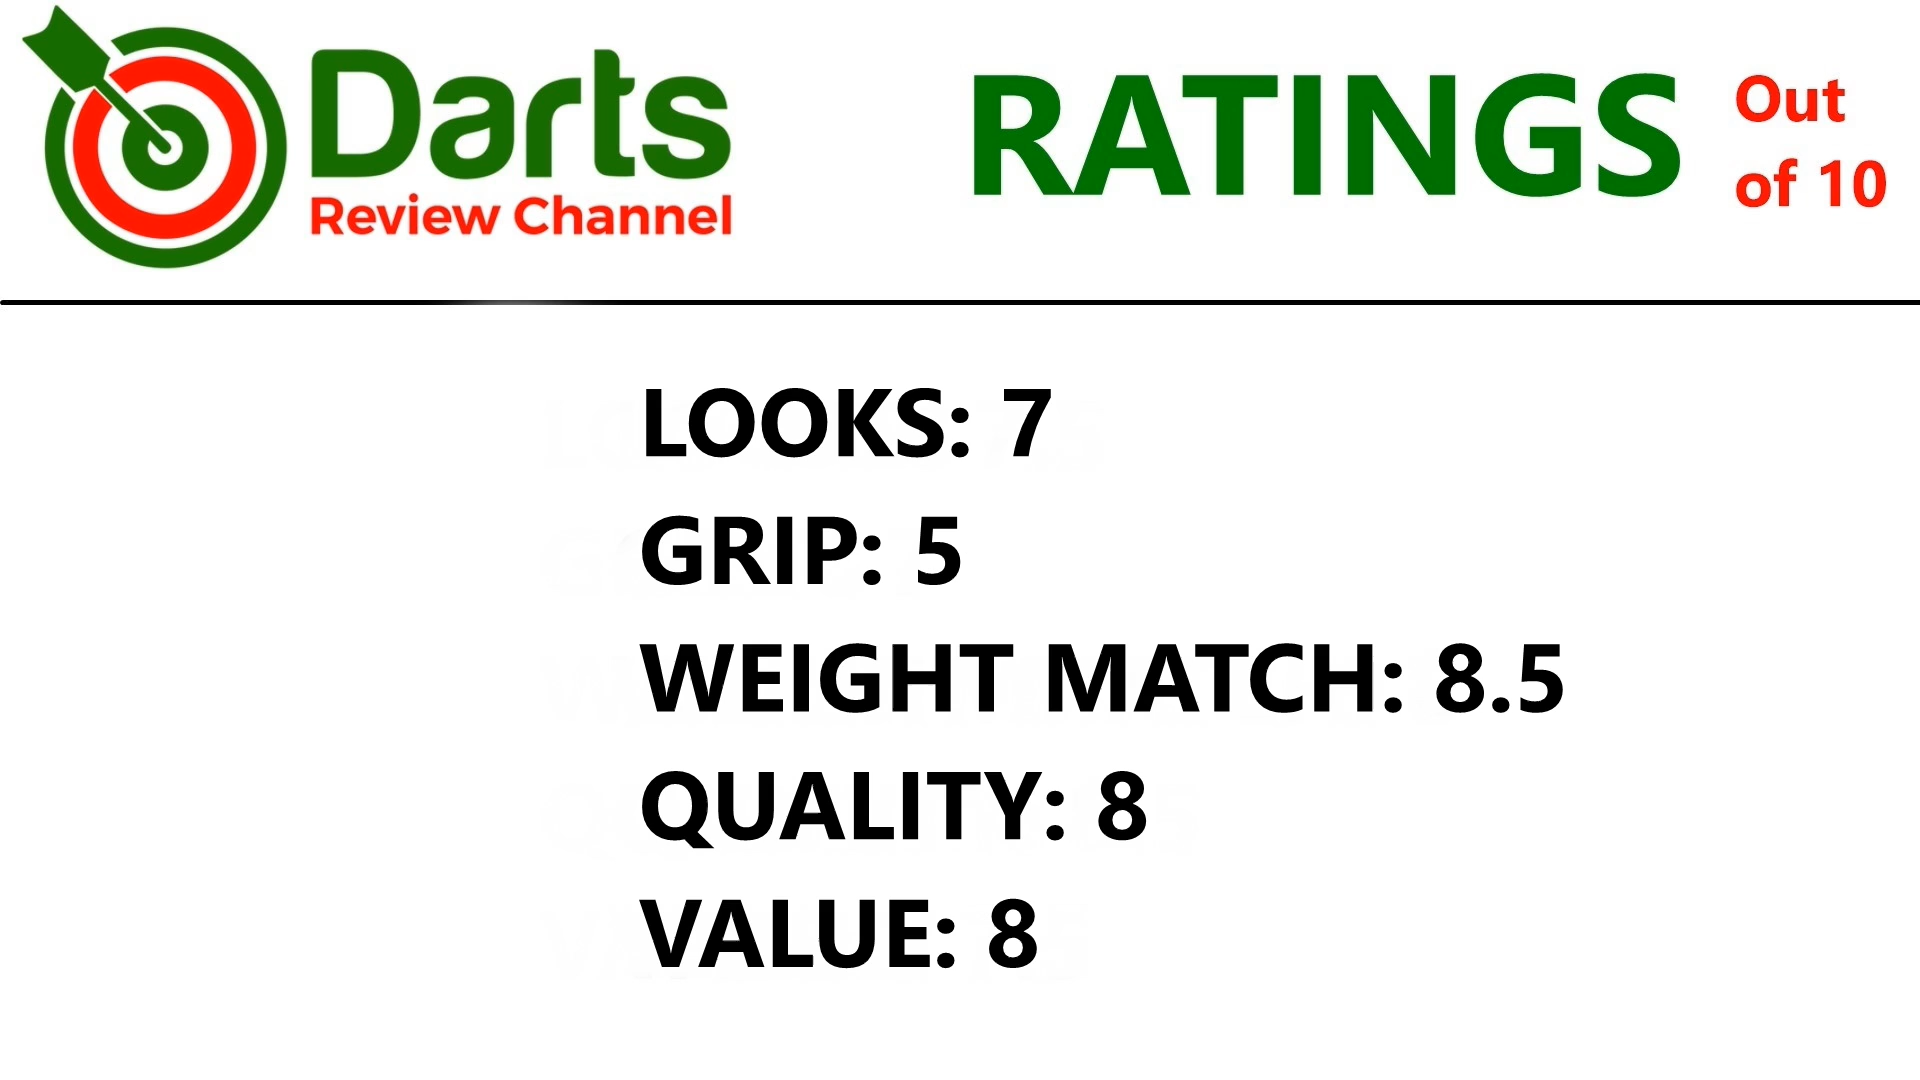 Darts
Review Channel
RATINGS
Out
of 10
LOOKS: 7
GRIP: 5
WEIGHT MATCH: 8.5
QUALITY: 8
VALUE: 8